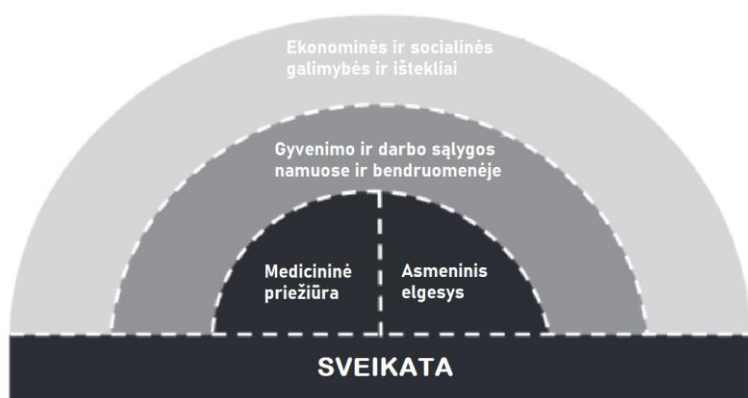 Ekonominės ir socialinės
galimybės ir ištekliai
Gyvenimo ir darbo sąlygos
namuose ir bendruomenėje
Medicininė
priežiūra
Asmeninis
elgesys
SVEIKATA